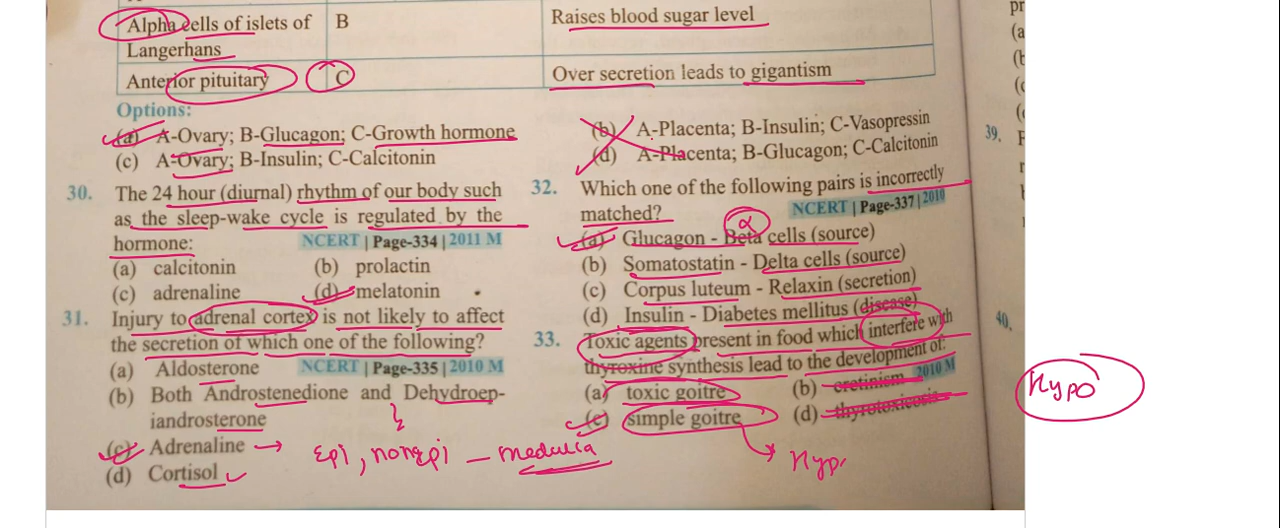 Alpha cells of islets of B Raises blood sugar level
Langerhans
Anterior pituitary C Over secretion leads to gigantism
Options:
(a) A-Ovary; B-Glucagon; C-Growth hormone
(b) A-Placenta; B-Insulin; C-Vasopressin
(c) A-Ovary; B-Insulin; C-Calcitonin
(d) A-Placenta; B-Glucagon; C-Calcitonin
30. The 24 hour (diurnal) rhythm of our body such
as the sleep-wake cycle is regulated by the
hormone: NCERT | Page-334 | 2011 M
(a) calcitonin (b) prolactin
(c) adrenaline (d) melatonin
31. Injury to adrenal cortex is not likely to affect
the secretion of which one of the following?
(a) Aldosterone NCERT | Page-335 | 2010 M
(b) Both Androstenedione and Dehydroep-
iandrosterone
(c) Adrenaline → Epi, norepi – medulla
(d) Cortisol
32. Which one of the following pairs is incorrectly
matched? NCERT | Page-337 | 2010
α
(a) Glucagon - Beta cells (source)
(b) Somatostatin - Delta cells (source)
(c) Corpus luteum - Relaxin (secretion)
(d) Insulin - Diabetes mellitus (disease)
33. Toxic agents present in food which interfere with
thyroxine synthesis lead to the development of:
2010 M
(a) toxic goitre (b) cretinism
(c) simple goitre (d) thyrotoxicosis
Hypo
Hypo
pr
(a
(b
(c
(c
39. F
40.